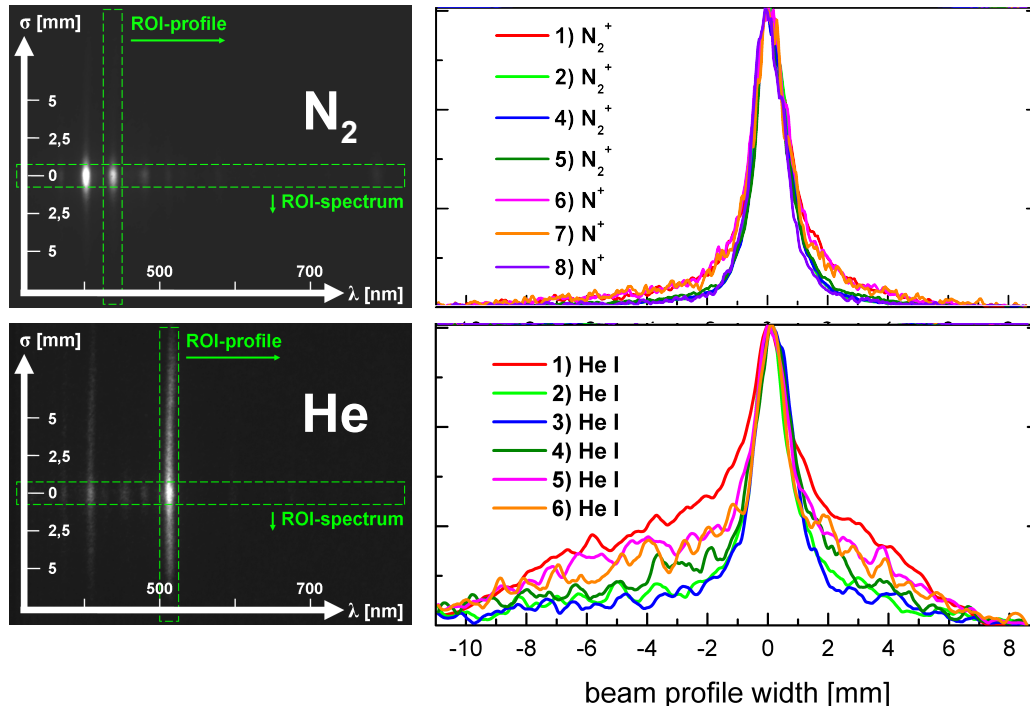 σ [mm]
ROI-profile
N₂
5
2,5
0
2,5
5
ROI-spectrum
500
700
λ [nm]
1) N₂⁺
2) N₂⁺
4) N₂⁺
5) N₂⁺
6) N⁺
7) N⁺
8) N⁺
σ [mm]
ROI-profile
He
5
2,5
0
2,5
5
ROI-spectrum
500
700
λ [nm]
1) He I
2) He I
3) He I
4) He I
5) He I
6) He I
-10 -8 -6 -4 -2 0 2 4 6 8
beam profile width [mm]